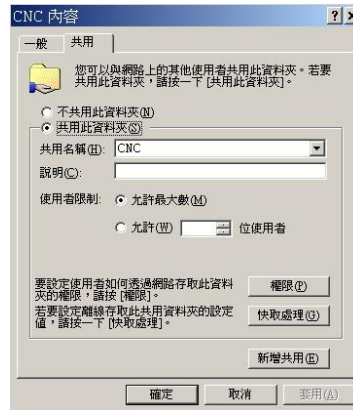 CNC 內容
一般
共用
您可以與網路上的其他使用者共用此資料夾。若要
共用此資料夾，請按一下 [共用此資料夾]。
不共用此資料夾(N)
共用此資料夾(S)
共用名稱(H): CNC
說明(C):
使用者限制: 允許最大數(M)
允許(W) 位使用者
要設定使用者如何透過網路存取此資料
夾的權限，請按 [權限]。
權限(P)
若要設定離線存取此共用資料夾的設定
值，請按一下 [快取處理]。
快取處理(G)
新增共用(E)
確定 取消 套用(A)